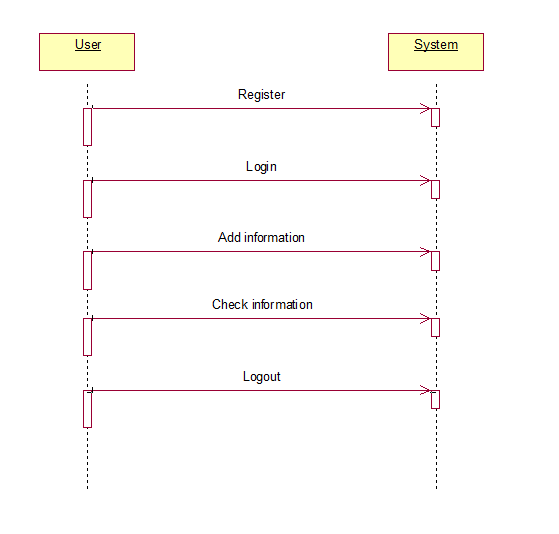 User
System
Register
Login
Add information
Check information
Logout